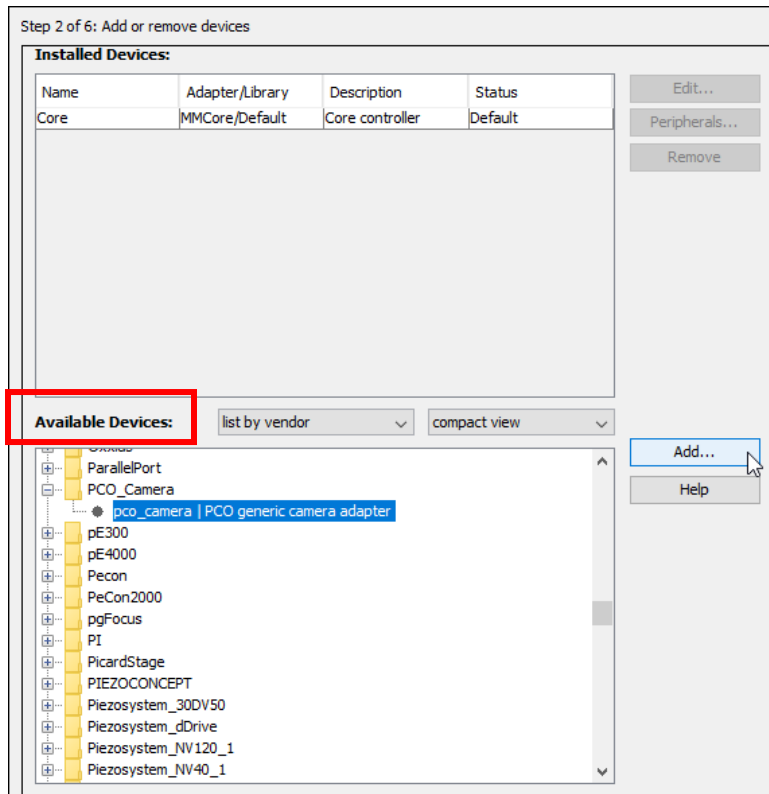 Step 2 of 6: Add or remove devices
Installed Devices:
Name Adapter/Library Description Status
Core MMCore/Default Core controller Default
Edit...
Peripherals...
Remove
Available Devices: list by vendor compact view
ParallelPort
PCO_Camera
pco_camera | PCO generic camera adapter
pE300
pE4000
Pecon
PeCon2000
pgFocus
PI
PicardStage
PIEZOCONCEPT
Piezosystem_30DV50
Piezosystem_dDrive
Piezosystem_NV120_1
Piezosystem_NV40_1
Add...
Help